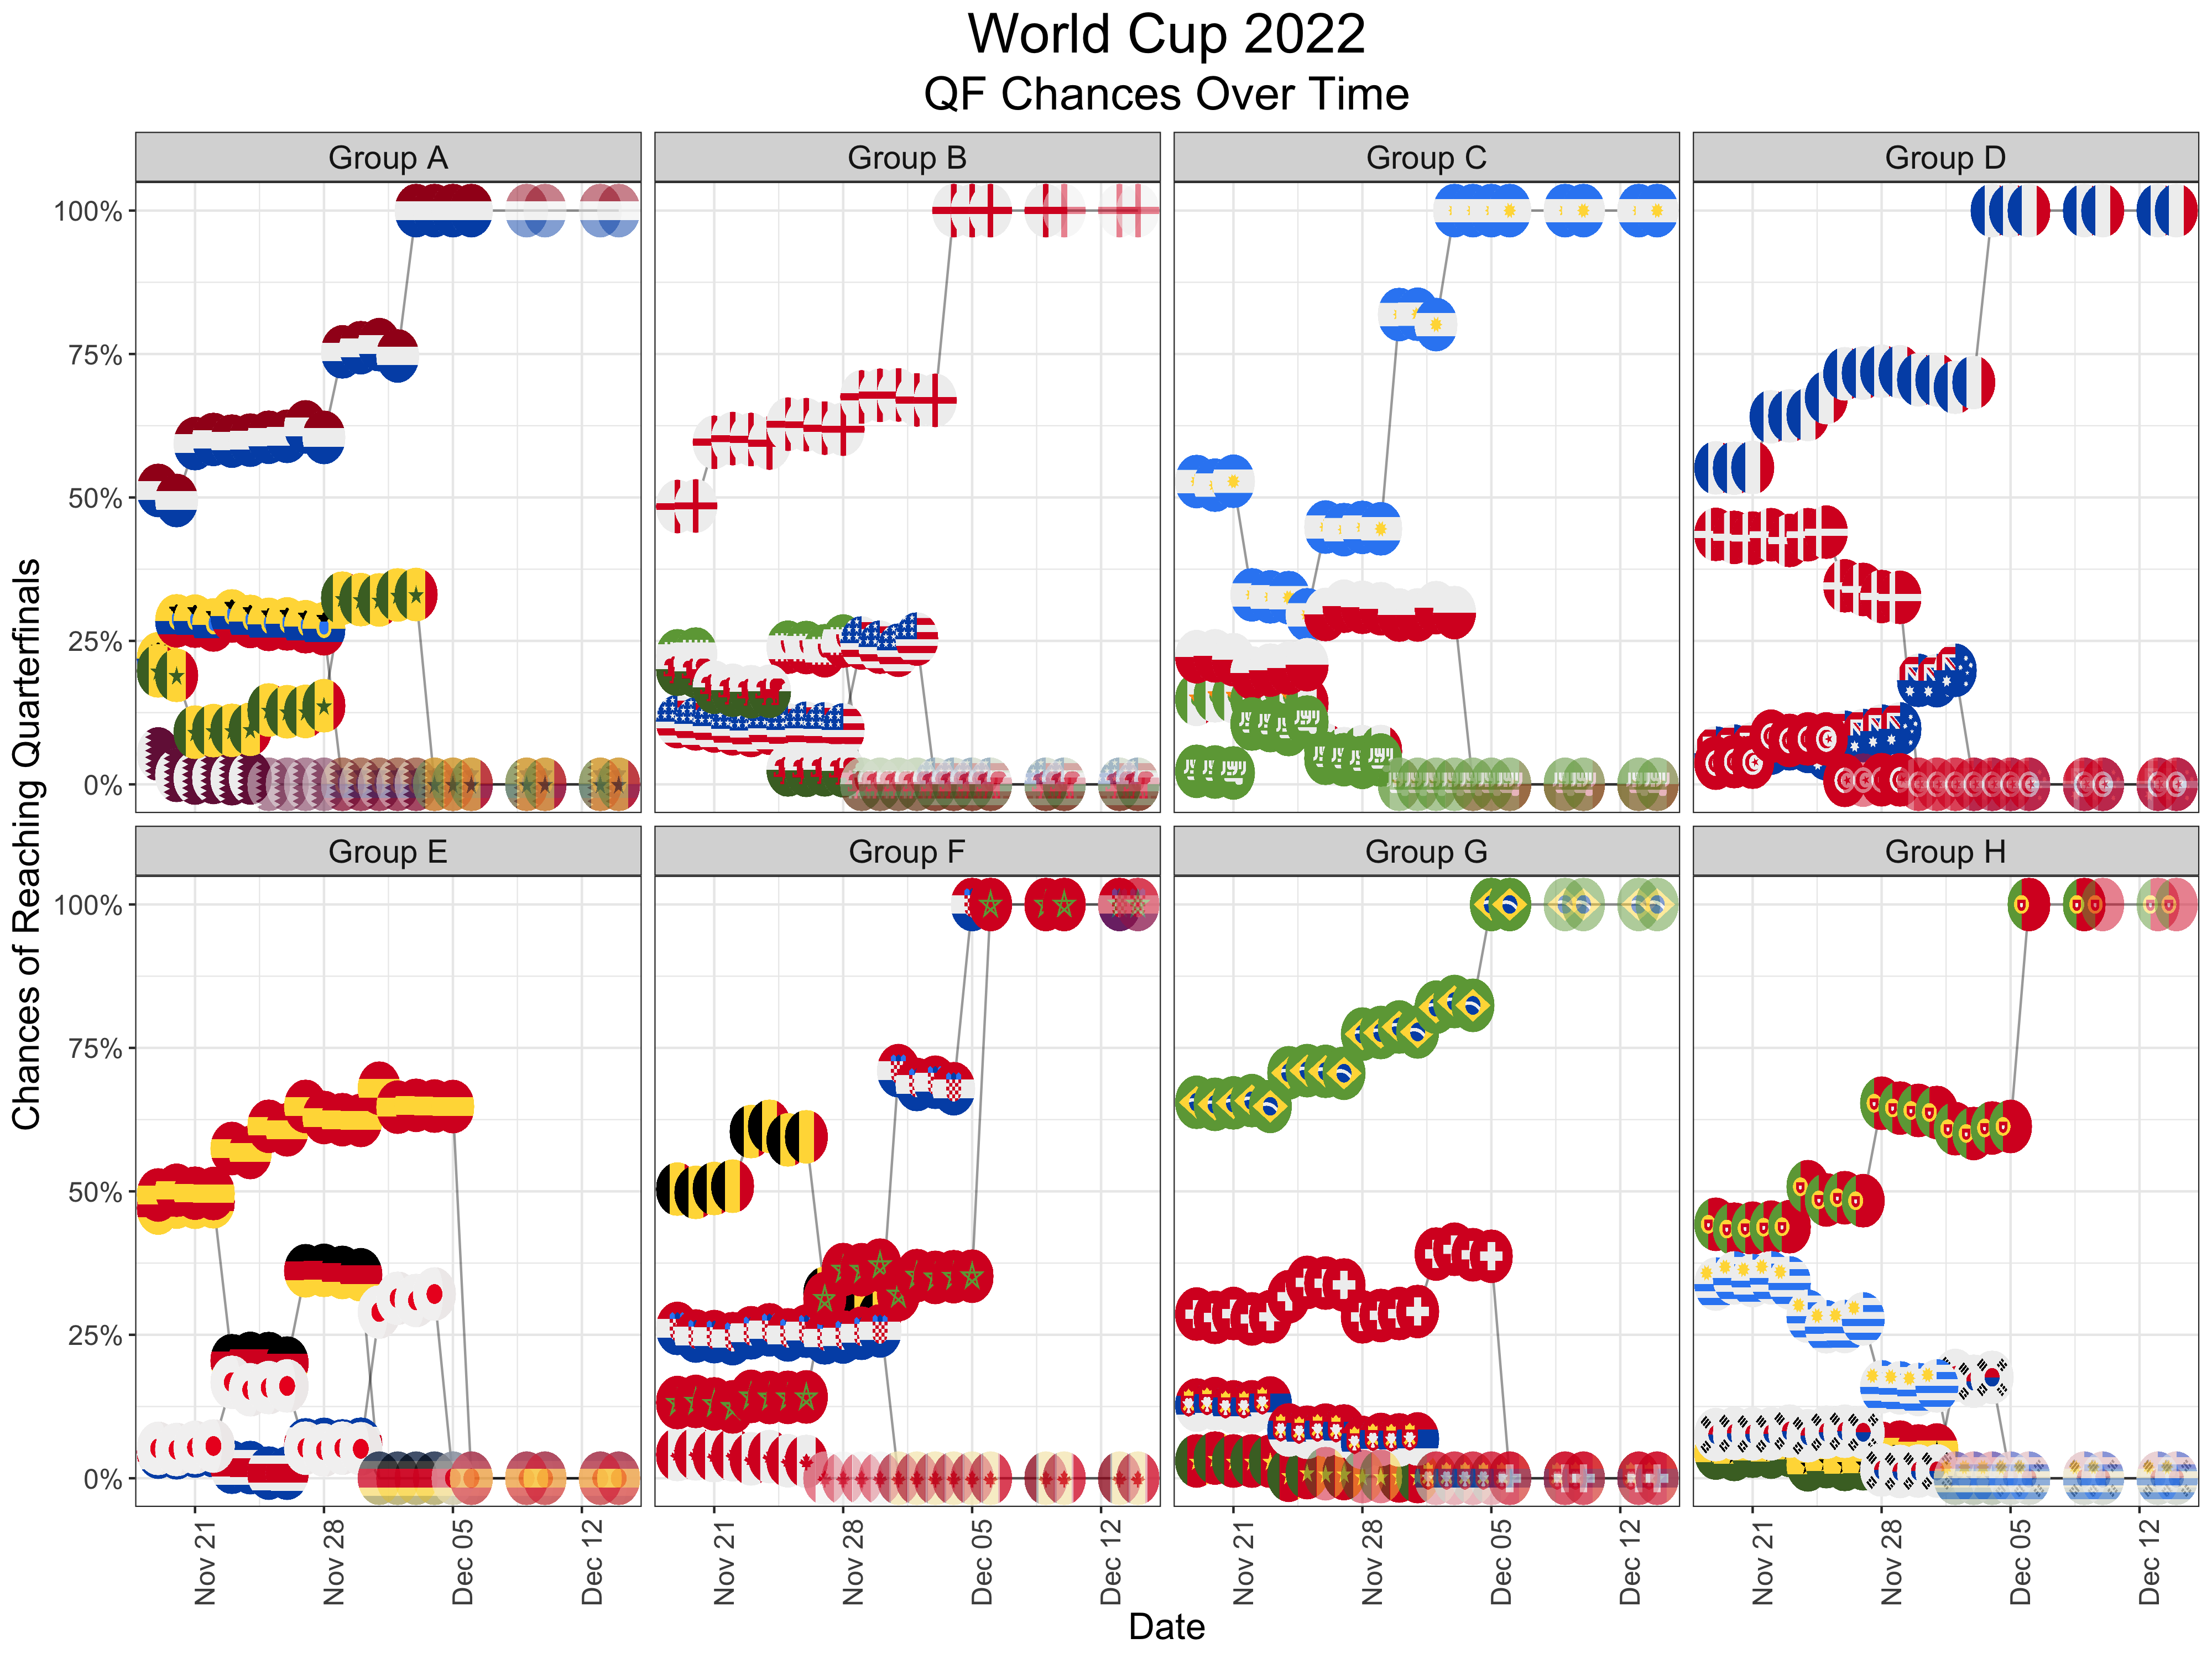 World Cup 2022
QF Chances Over Time
Group A
Group B
Group C
Group D
100%
75%
50%
25%
0%
Group E
Group F
Group G
Group H
100%
75%
50%
25%
0%
Chances of Reaching Quarterfinals
Nov 21
Nov 28
Dec 05
Dec 12
Nov 21
Nov 28
Dec 05
Dec 12
Nov 21
Nov 28
Dec 05
Dec 12
Nov 21
Nov 28
Dec 05
Dec 12
Date